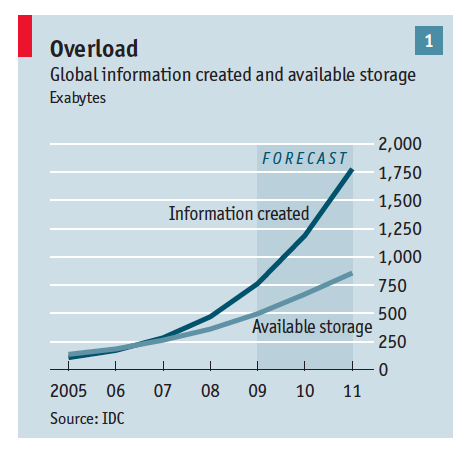 1
Overload
Global information created and available storage
Exabytes
FORECAST
2,000
1,750
Information created
1,500
1,250
1,000
750
500
Available storage
250
0
2005 06 07 08 09 10 11
Source: IDC